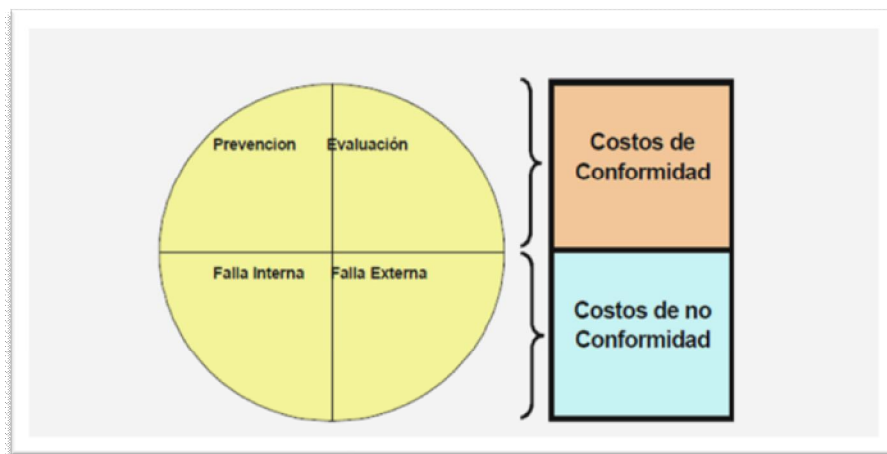 Prevencion
Evaluación
Costos de
Conformidad
Falla Interna
Falla Externa
Costos de no
Conformidad